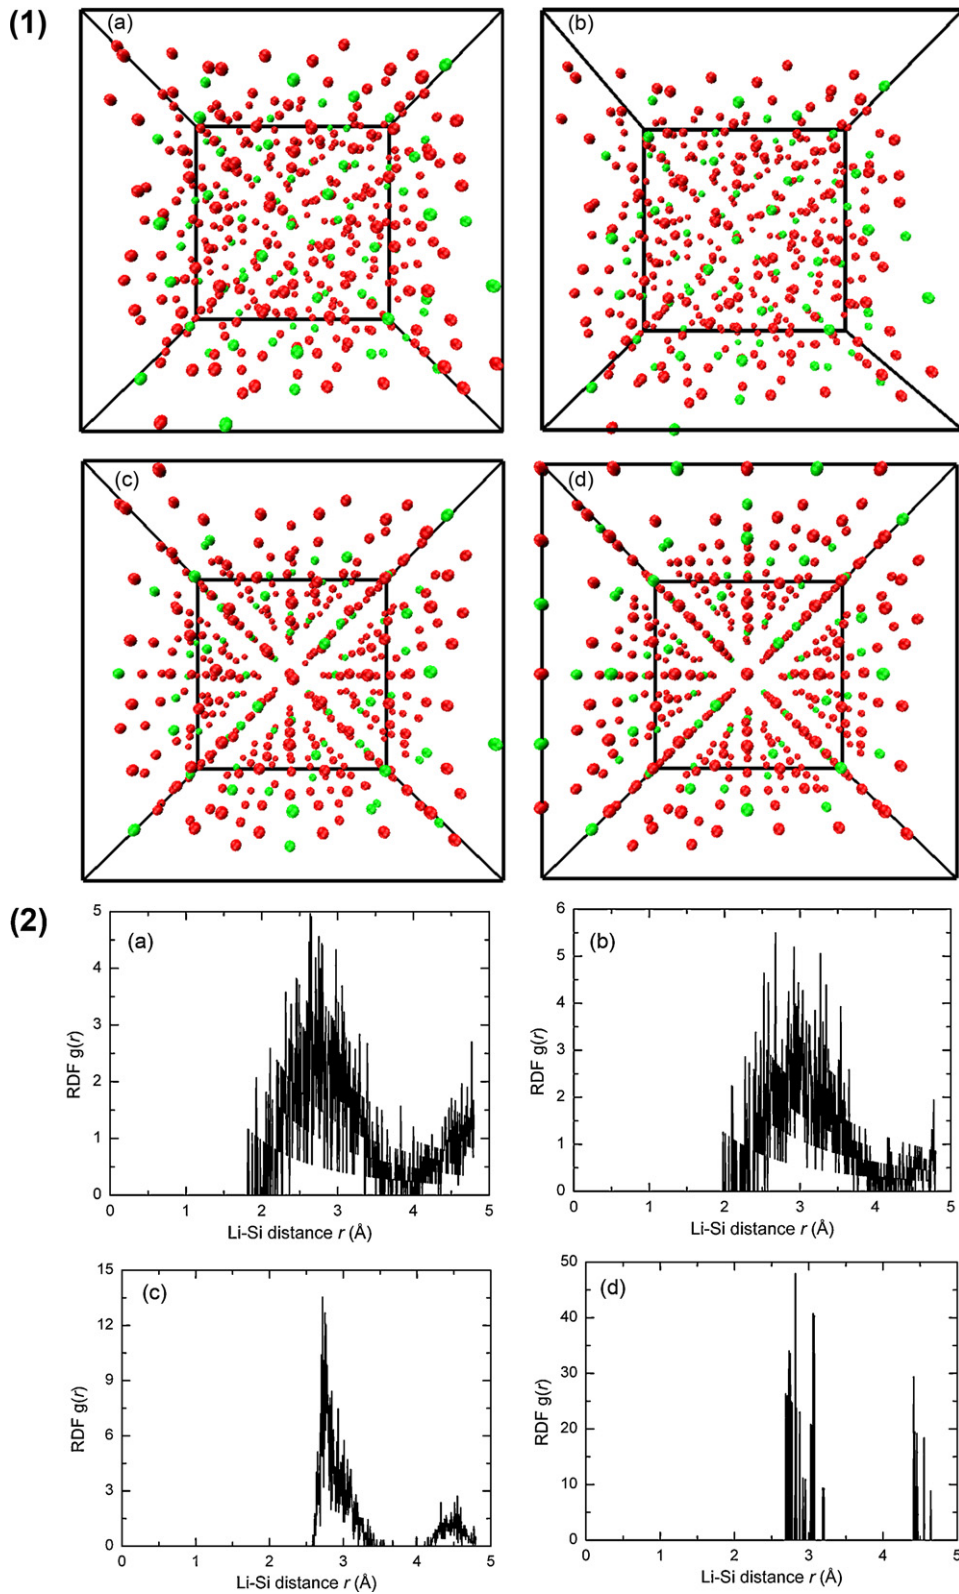 (1)
(a)
(b)
(c)
(d)
(2)
(a)
RDF g(r)
5
4
3
2
1
0
0 1 2 3 4 5
Li-Si distance r (Å)
(b)
RDF g(r)
6
5
4
3
2
1
0
0 1 2 3 4 5
Li-Si distance r (Å)
(c)
RDF g(r)
15
12
9
6
3
0
0 1 2 3 4 5
Li-Si distance r (Å)
(d)
RDF g(r)
50
40
30
20
10
0
0 1 2 3 4 5
Li-Si distance r (Å)